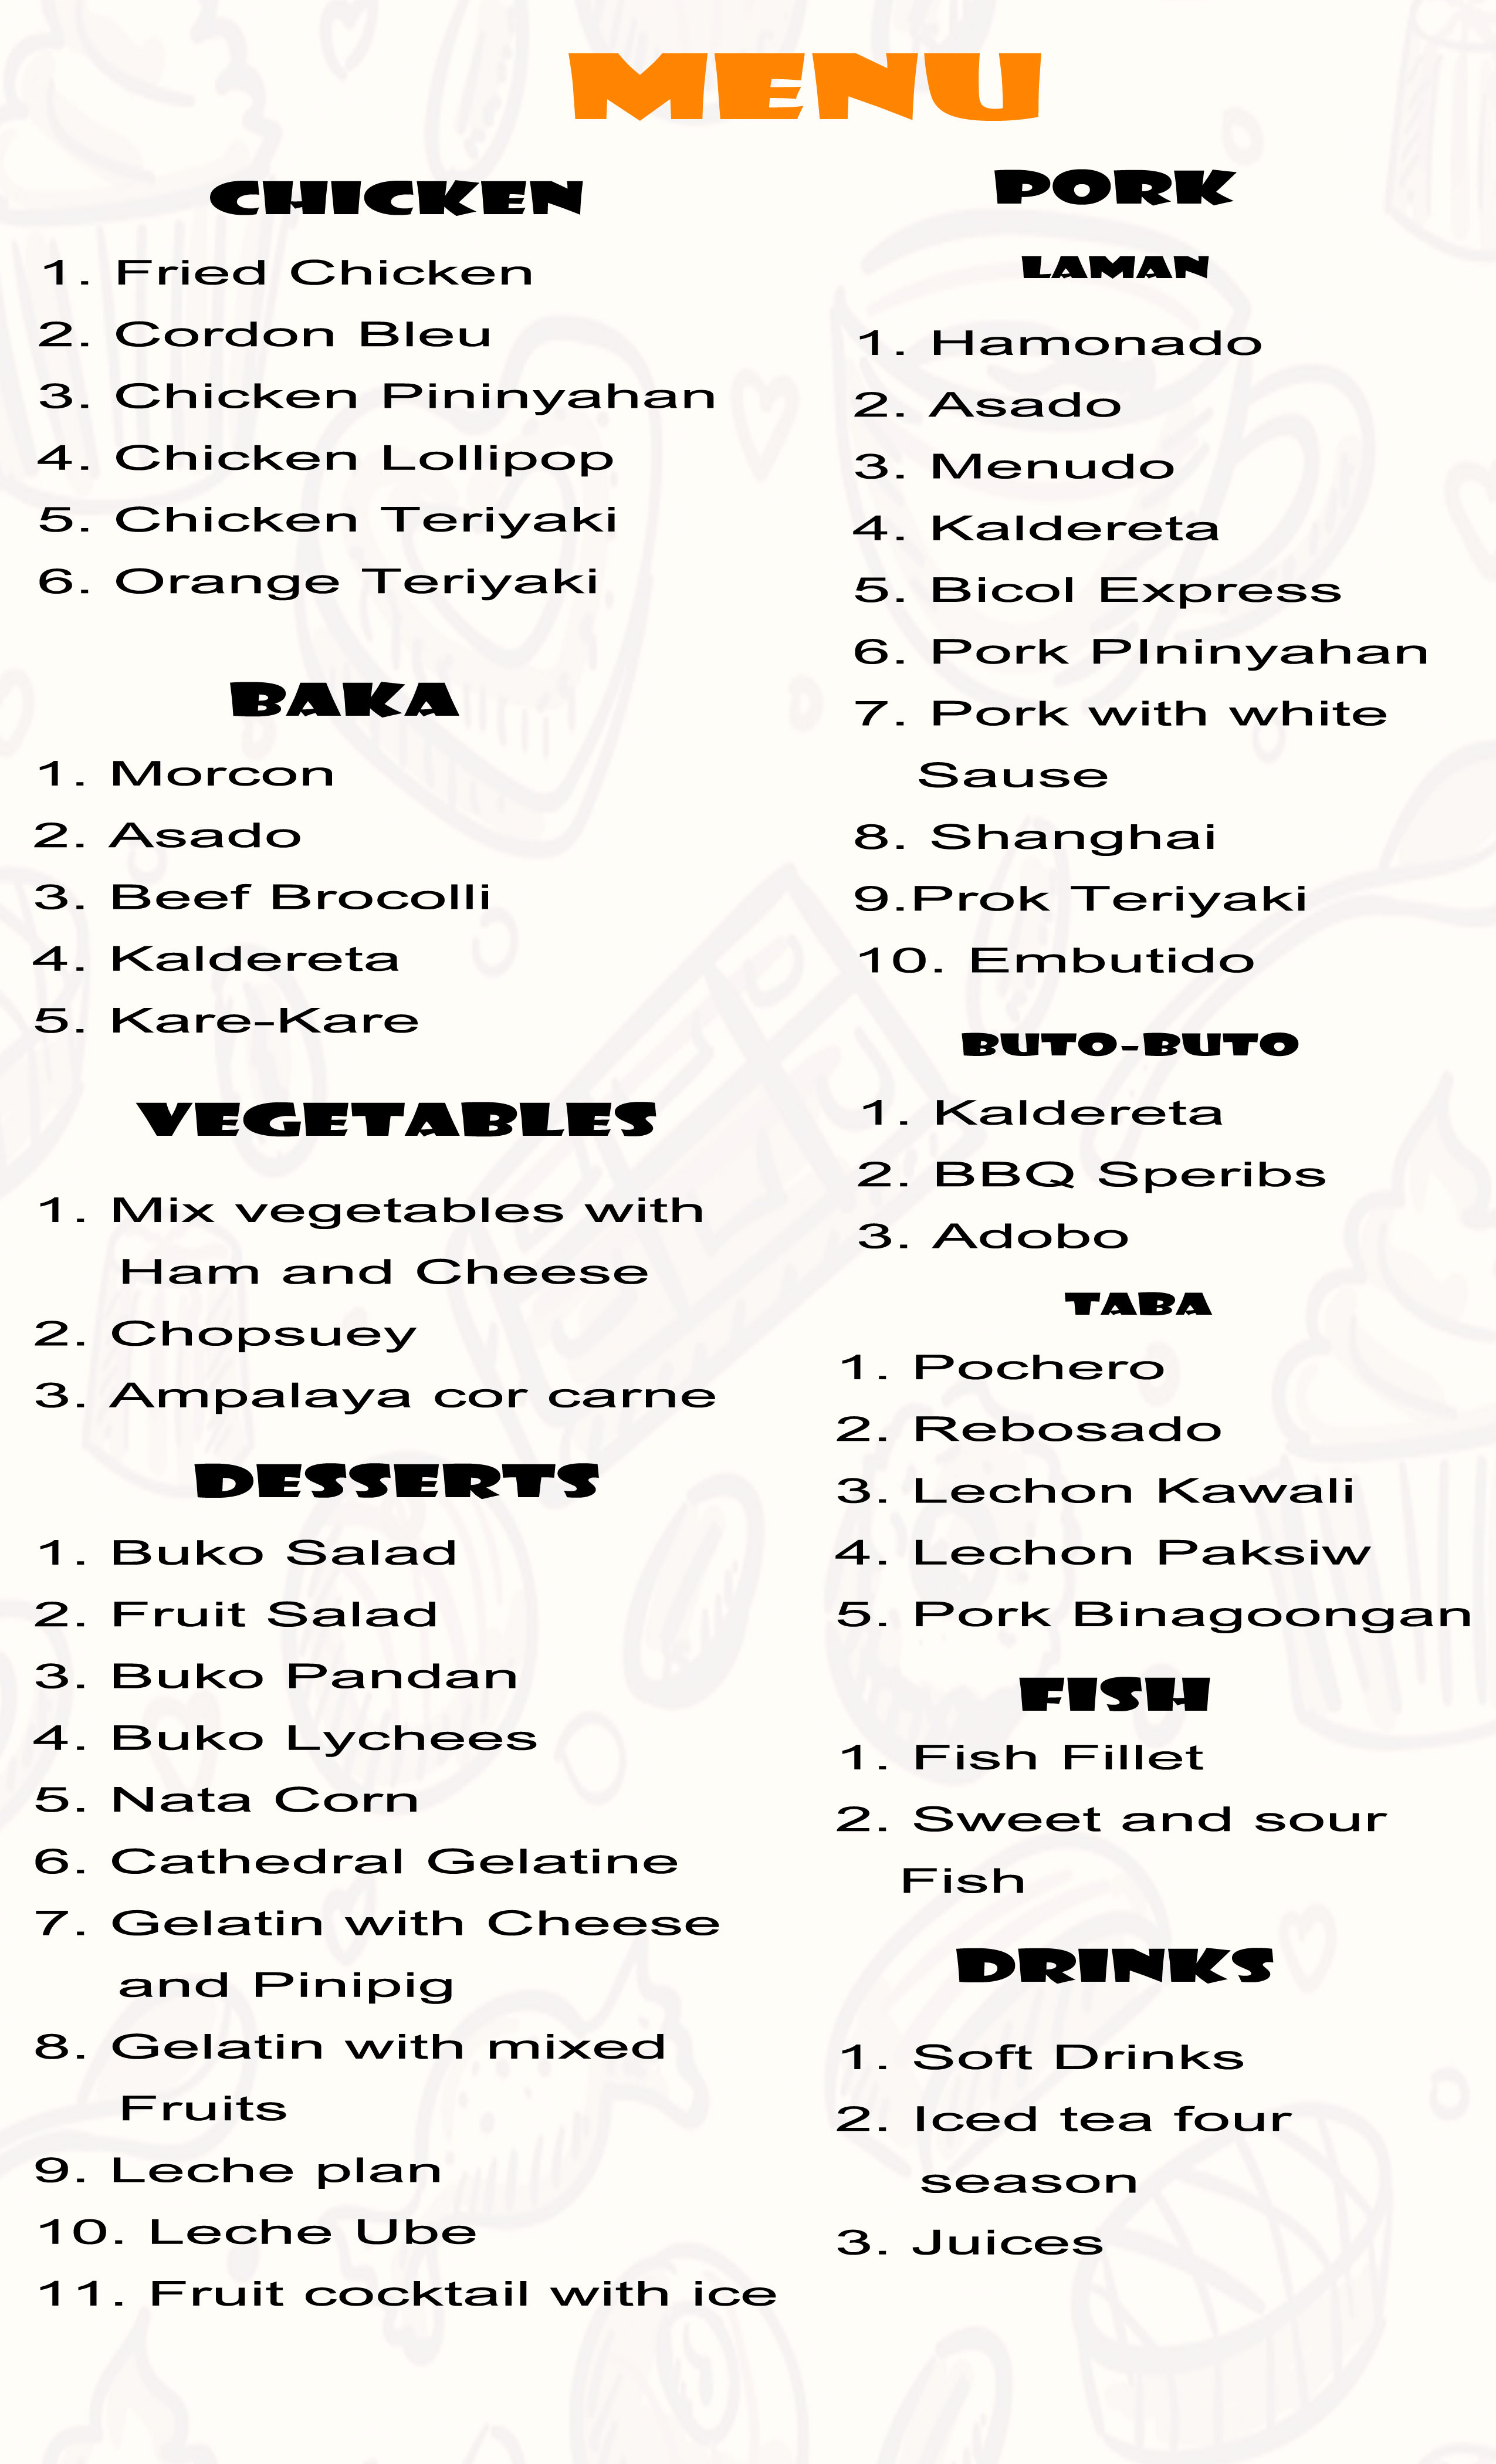 MENU
CHICKEN
1. Fried Chicken
2. Cordon Bleu
3. Chicken Pininyahan
4. Chicken Lollipop
5. Chicken Teriyaki
6. Orange Teriyaki
BAKA
1. Morcon
2. Asado
3. Beef Brocolli
4. Kaldereta
5. Kare-Kare
VEGETABLES
1. Mix vegetables with
Ham and Cheese
2. Chopsuey
3. Ampalaya cor carne
DESSERTS
1. Buko Salad
2. Fruit Salad
3. Buko Pandan
4. Buko Lychees
5. Nata Corn
6. Cathedral Gelatine
7. Gelatin with Cheese
and Pinipig
8. Gelatin with mixed
Fruits
9. Leche plan
10. Leche Ube
11. Fruit cocktail with ice
PORK
LAMAN
1. Hamonado
2. Asado
3. Menudo
4. Kaldereta
5. Bicol Express
6. Pork PIninyahan
7. Pork with white
Sause
8. Shanghai
9.Prok Teriyaki
10. Embutido
BUTO-BUTO
1. Kaldereta
2. BBQ Speribs
3. Adobo
TABA
1. Pochero
2. Rebosado
3. Lechon Kawali
4. Lechon Paksiw
5. Pork Binagoongan
FISH
1. Fish Fillet
2. Sweet and sour
Fish
DRINKS
1. Soft Drinks
2. Iced tea four
season
3. Juices